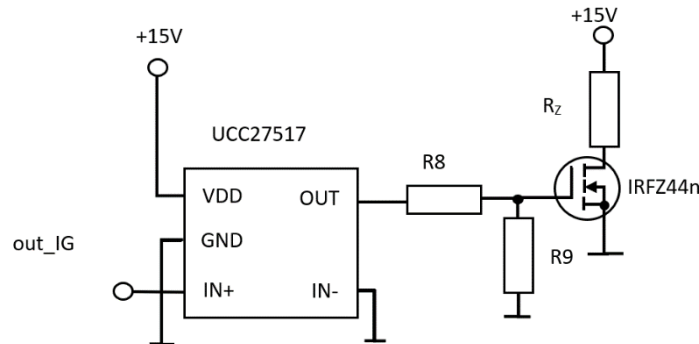 +15V
+15V
R_Z
UCC27517
R8
VDD
OUT
IRFZ44n
GND
out_IG
R9
IN+
IN-